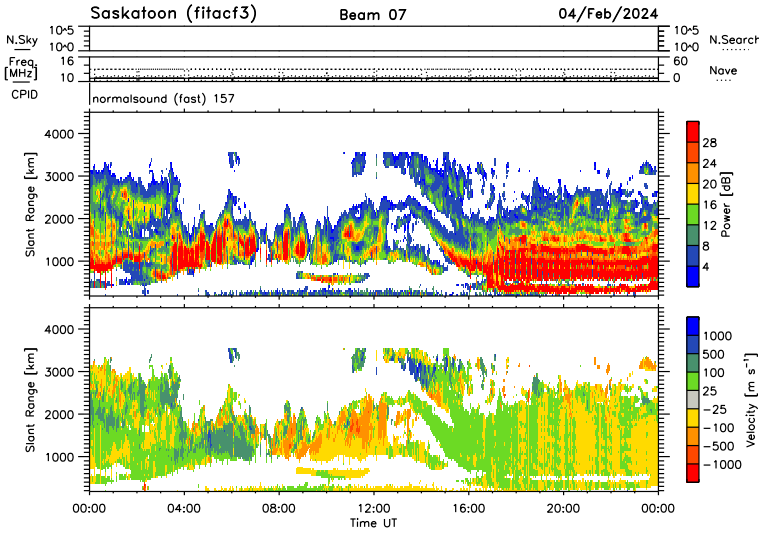 Saskatoon (fitacf3) Beam 07 04/Feb/2024
N.Sky 10⁺⁵ 10⁺⁰ 10⁺⁵ 10⁺⁰ N.Search
Freq. [MHz] 16 10 60 0 Nave
CPID normalsound (fast) 157
Slant Range [km]
4000
3000
2000
1000
28
24
20
16
12
8
4
Power [dB]
Slant Range [km]
4000
3000
2000
1000
1000
500
100
25
−25
−100
−500
−1000
Velocity [m s⁻¹]
00:00 04:00 08:00 12:00 16:00 20:00 00:00
Time UT